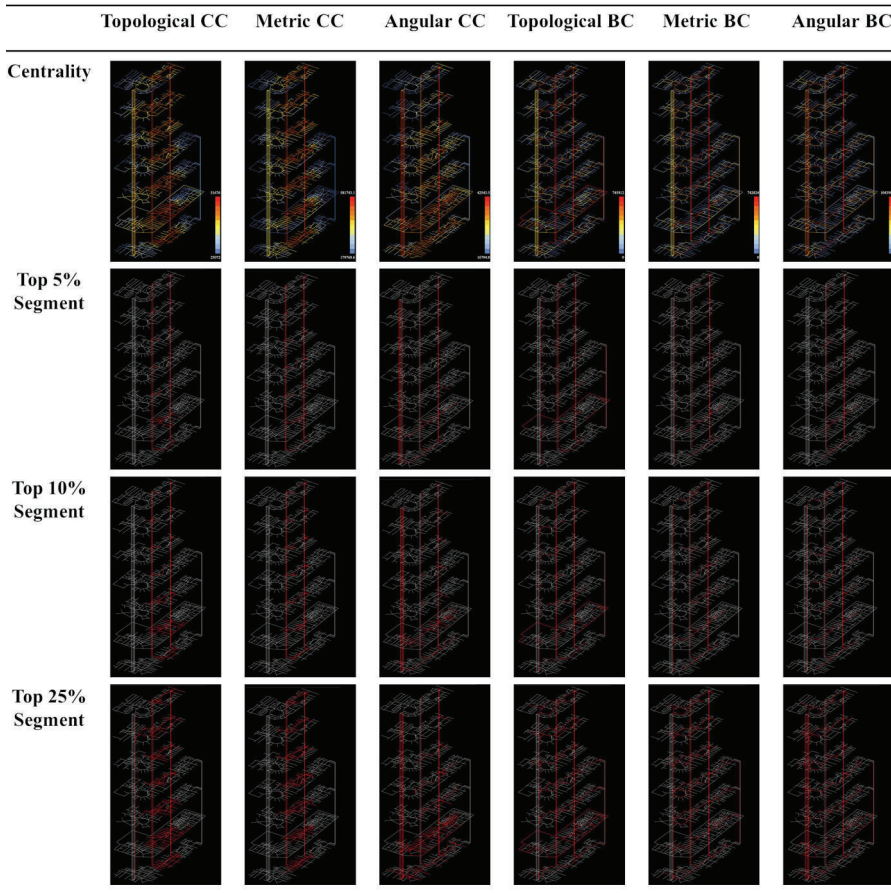 Topological CC Metric CC Angular CC Topological BC Metric BC Angular BC
Centrality
Top 5%
Segment
Top 10%
Segment
Top 25%
Segment